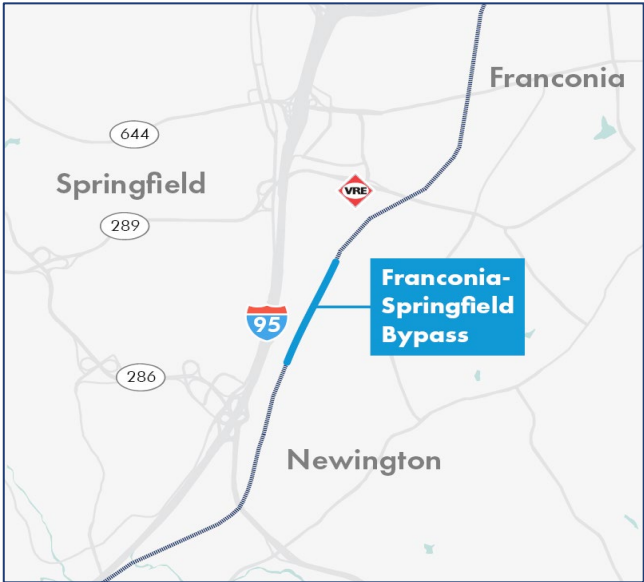 Franconia
644
Springfield
VRE
289
Franconia-
Springfield
Bypass
95
286
Newington